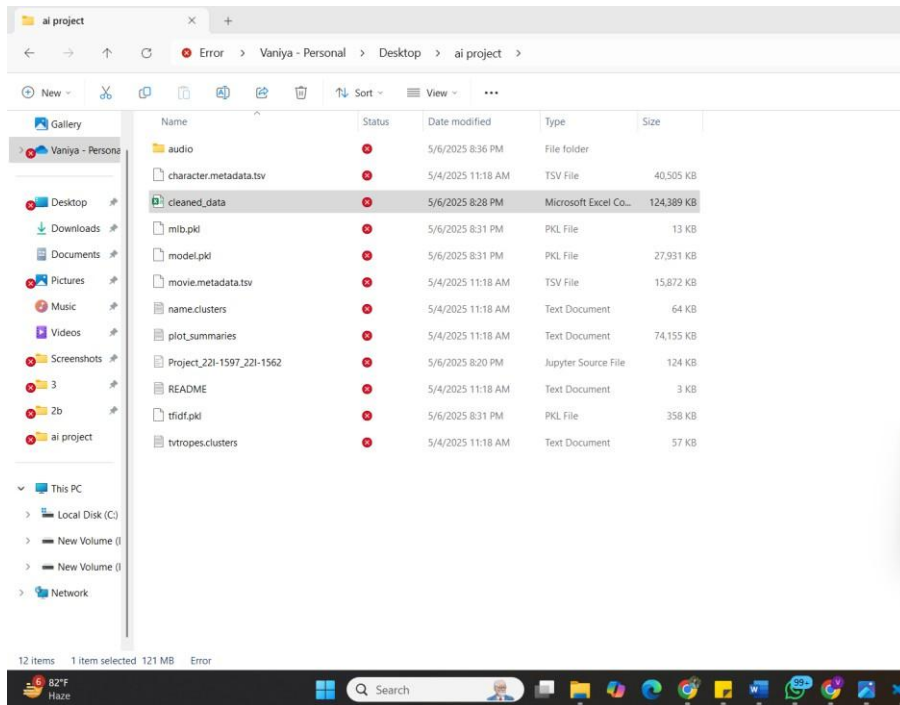 ai project
Error > Vaniya - Personal > Desktop > ai project >
New Sort View
Gallery
Vaniya - Persona
Desktop
Downloads
Documents
Pictures
Music
Videos
Screenshots
3
2b
ai project
This PC
Local Disk (C:)
New Volume (
New Volume (
Network
Name Status Date modified Type Size
audio 5/6/2025 8:36 PM File folder
character.metadata.tsv 5/4/2025 11:18 AM TSV File 40,505 KB
cleaned_data 5/6/2025 8:28 PM Microsoft Excel Co... 124,389 KB
mlb.pkl 5/6/2025 8:31 PM PKL File 13 KB
model.pkl 5/6/2025 8:31 PM PKL File 27,931 KB
movie.metadata.tsv 5/4/2025 11:18 AM TSV File 15,872 KB
name.clusters 5/4/2025 11:18 AM Text Document 64 KB
plot_summaries 5/4/2025 11:18 AM Text Document 74,155 KB
Project_22I-1597_22I-1562 5/6/2025 8:20 PM Jupyter Source File 124 KB
README 5/4/2025 11:18 AM Text Document 3 KB
tfidf.pkl 5/6/2025 8:31 PM PKL File 358 KB
tvtropes.clusters 5/4/2025 11:18 AM Text Document 57 KB
12 items 1 item selected 121 MB Error
6 82°F
Haze
Search
99+